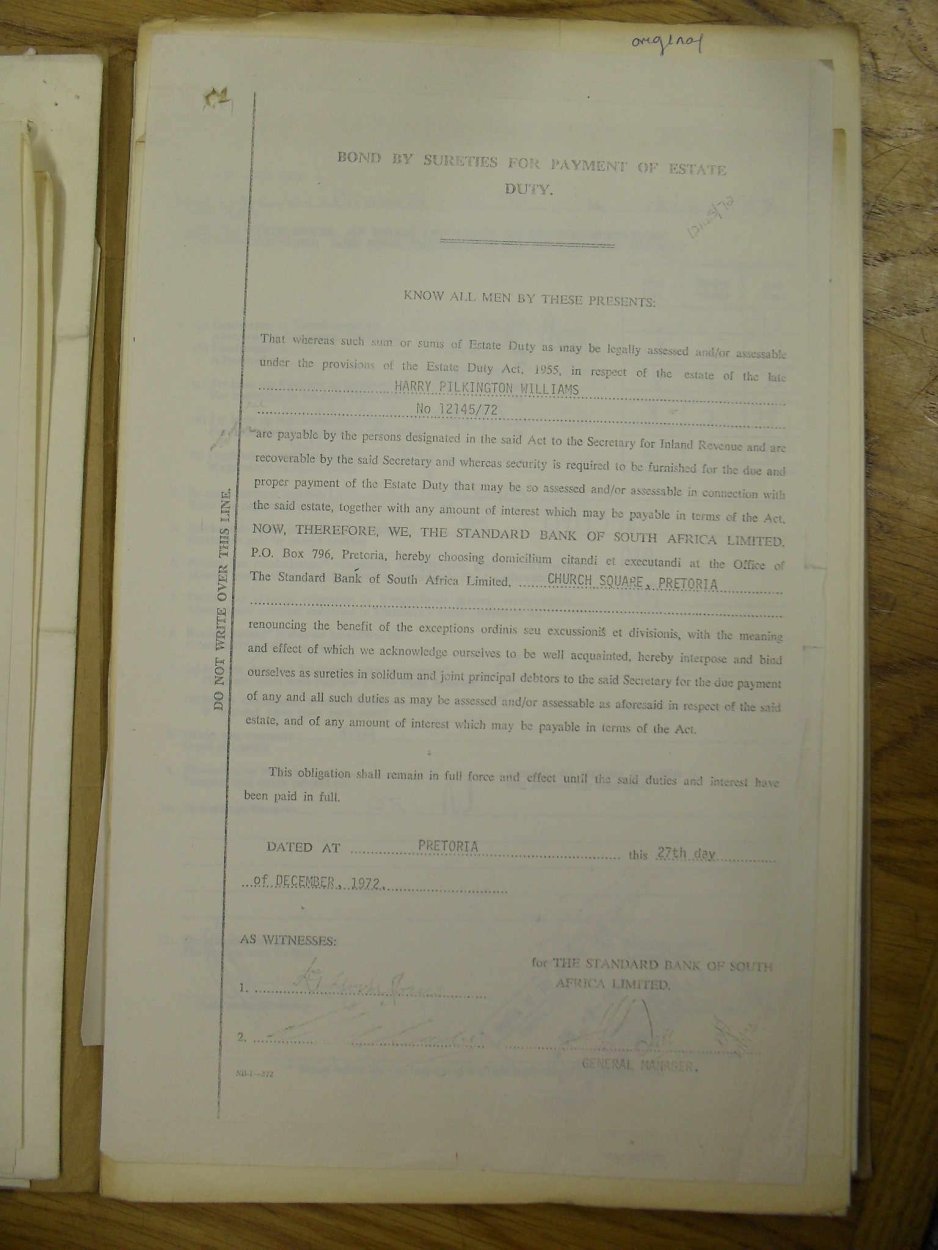 original
BOND BY SURETIES FOR PAYMENT OF ESTATE
DUTY.
KNOW ALL MEN BY THESE PRESENTS:
That whereas such sum or sums of Estate Duty as may be legally assessed and/or assessable
under the provisions of the Estate Duty Act, 1955, in respect of the estate of the late
HARRY PILKINGTON WILLIAMS
No 12145/72
are payable by the persons designated in the said Act to the Secretary for Inland Revenue and are
recoverable by the said Secretary and whereas security is required to be furnished for the due and
proper payment of the Estate Duty that may be so assessed and/or assessable in connection with
the said estate, together with any amount of interest which may be payable in terms of the Act.
NOW, THEREFORE, WE, THE STANDARD BANK OF SOUTH AFRICA LIMITED,
P.O. Box 796, Pretoria, hereby choosing domicilium citandi et executandi at the Office of
The Standard Bank of South Africa Limited, CHURCH SQUARE, PRETORIA
renouncing the benefit of the exceptions ordinis seu excussionis et divisionis, with the meaning
and effect of which we acknowledge ourselves to be well acquainted, hereby interpose and bind
ourselves as sureties in solidum and joint principal debtors to the said Secretary for the due payment
of any and all such duties as may be assessed and/or assessable as aforesaid in respect of the said
estate, and of any amount of interest which may be payable in terms of the Act.
This obligation shall remain in full force and effect until the said duties and interest have
been paid in full.
DATED AT PRETORIA this 27th day
of DECEMBER, 1972.
AS WITNESSES:
for THE STANDARD BANK OF SOUTH
AFRICA LIMITED.
1.
2.
GENERAL MANAGER.
DO NOT WRITE OVER THIS LINE.